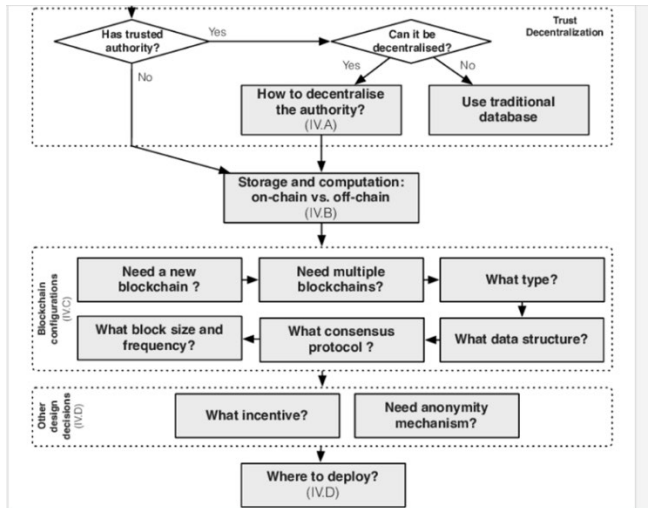 Trust
Decentralization
Has trusted
authority?
Yes
Can it be
decentralised?
No
Yes
No
How to decentralise
the authority?
(IV.A)
Use traditional
database
Storage and computation:
on-chain vs. off-chain
(IV.B)
Blockchain
configurations
(IV.C)
Need a new
blockchain ?
Need multiple
blockchains?
What type?
What block size and
frequency?
What consensus
protocol ?
What data structure?
Other
design
decisions
(IV.D)
What incentive?
Need anonymity
mechanism?
Where to deploy?
(IV.D)